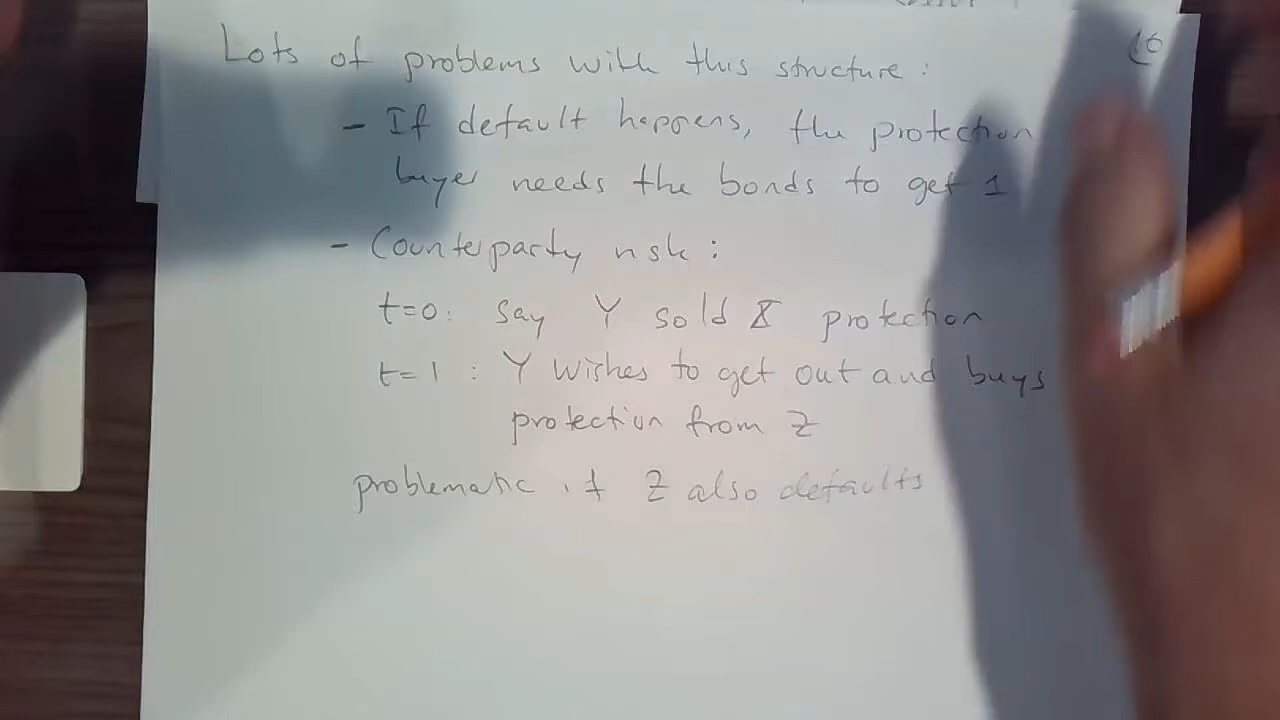 Lots of problems with this structure :
- If default happens, the protection
buyer needs the bonds to get 1
- Counterparty risk :
t=0: say Y sold X protection
t=1 : Y wishes to get out and buys
protection from Z
problematic if Z also defaults